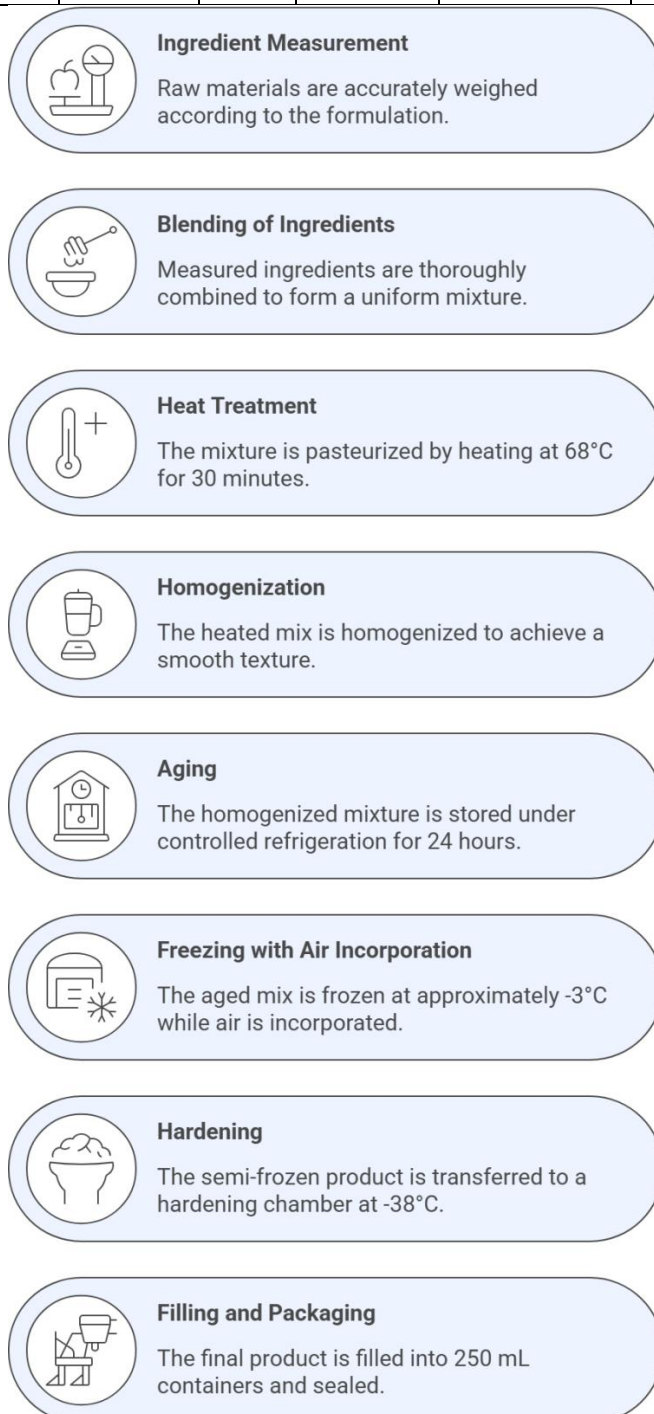 Ingredient Measurement
Raw materials are accurately weighed
according to the formulation.
Blending of Ingredients
Measured ingredients are thoroughly
combined to form a uniform mixture.
Heat Treatment
The mixture is pasteurized by heating at 68°C
for 30 minutes.
Homogenization
The heated mix is homogenized to achieve a
smooth texture.
Aging
The homogenized mixture is stored under
controlled refrigeration for 24 hours.
Freezing with Air Incorporation
The aged mix is frozen at approximately -3°C
while air is incorporated.
Hardening
The semi-frozen product is transferred to a
hardening chamber at -38°C.
Filling and Packaging
The final product is filled into 250 mL
containers and sealed.